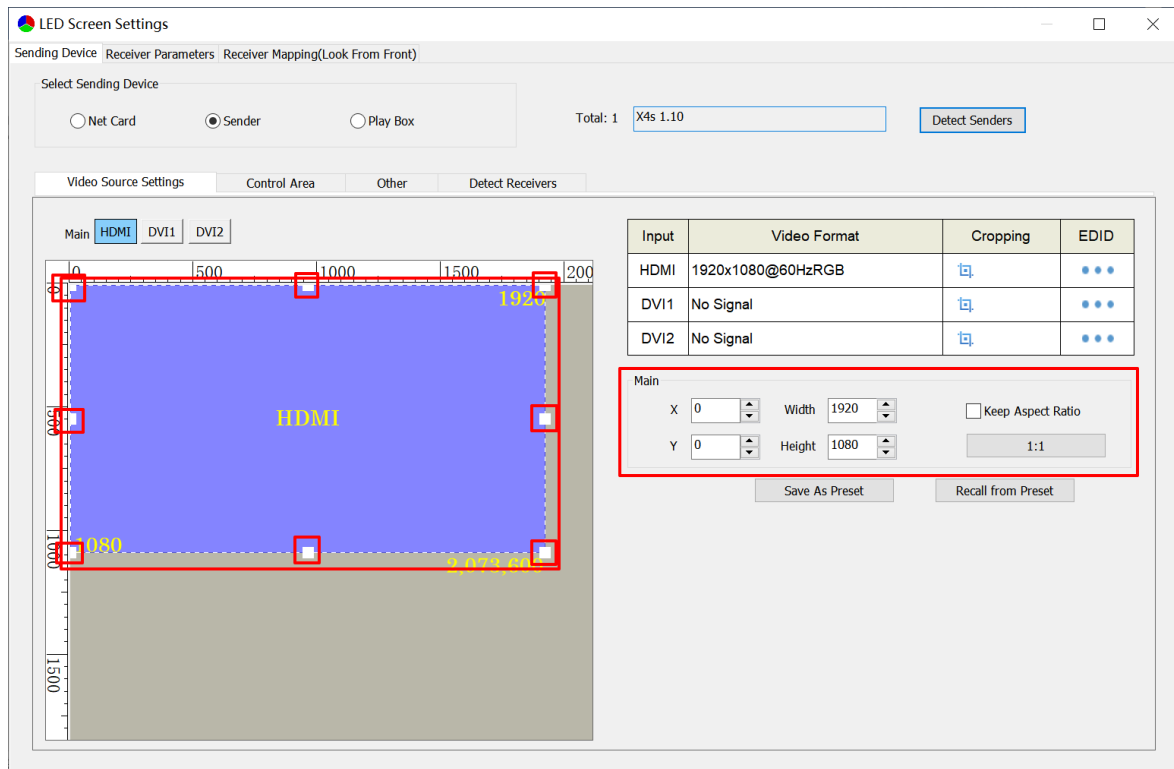 LED Screen Settings
Sending Device Receiver Parameters Receiver Mapping(Look From Front)
Select Sending Device
Net Card Sender Play Box
Total: 1 X4s 1.10 Detect Senders
Video Source Settings Control Area Other Detect Receivers
Main HDMI DVI1 DVI2
0 500 1000 1500 200
0
500
1000
1500
1920
HDMI
1080
2,073,600
Input Video Format Cropping EDID
HDMI 1920x1080@60HzRGB
DVI1 No Signal
DVI2 No Signal
Main
X 0 Width 1920 Keep Aspect Ratio
Y 0 Height 1080 1:1
Save As Preset Recall from Preset